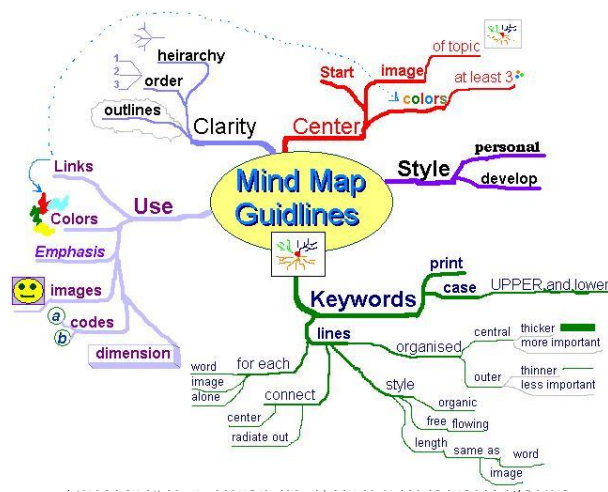 Mind Map
Guidlines
Center
Start
image
of topic
colors
at least 3
Style
personal
develop
Keywords
print
case
UPPER and lower
lines
organised
central
thicker
more important
outer
thinner
less important
style
organic
free
flowing
length
same as
word
image
connect
center
radiate out
for each
word
image
alone
Use
Links
Colors
Emphasis
images
codes
a
b
dimension
Clarity
heirarchy
order
1
2
3
outlines